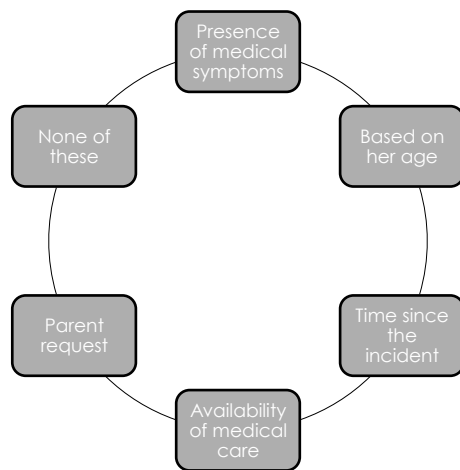 Presence
of medical
symptoms
Based on
her age
Time since
the
incident
Availability
of medical
care
Parent
request
None of
these